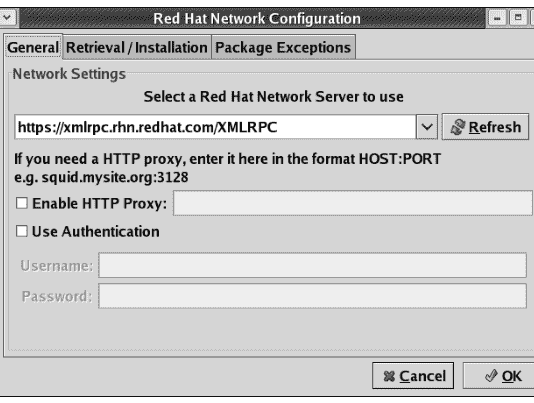 Red Hat Network Configuration
General Retrieval / Installation Package Exceptions
Network Settings
Select a Red Hat Network Server to use
https://xmlrpc.rhn.redhat.com/XMLRPC Refresh
If you need a HTTP proxy, enter it here in the format HOST:PORT
e.g. squid.mysite.org:3128
Enable HTTP Proxy:
Use Authentication
Username:
Password:
Cancel OK